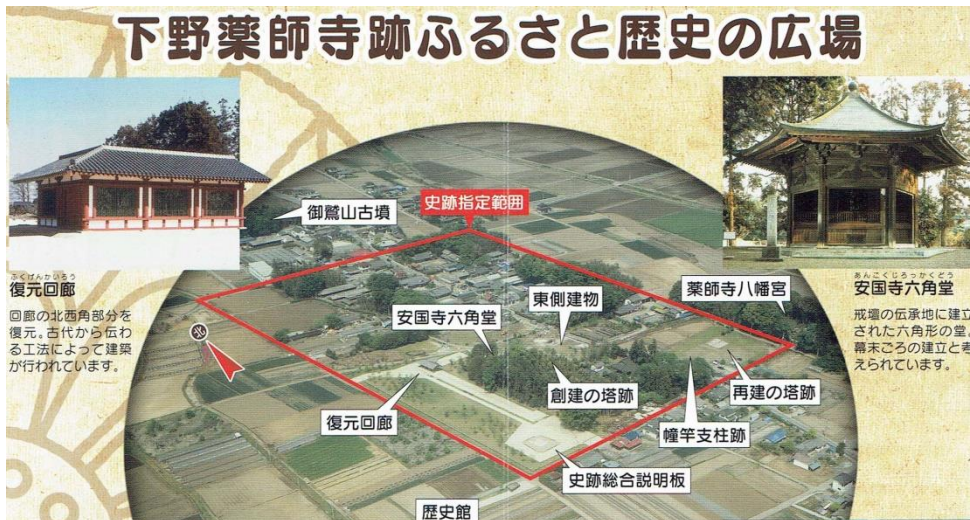 下野薬師寺跡ふるさと歴史の広場
御鷲山古墳
史跡指定範囲
ふくげんかいろう
復元回廊
回廊の北西角部分を
復元。古代から伝わ
る工法によって建築
が行われています。
北
安国寺六角堂
東側建物
薬師寺八幡宮
復元回廊
創建の塔跡
再建の塔跡
幢竿支柱跡
史跡総合説明板
歴史館
あんこくじろっかくどう
安国寺六角堂
戒壇の伝承地に建立
された六角形の堂
幕末ごろの建立と考
えられています。